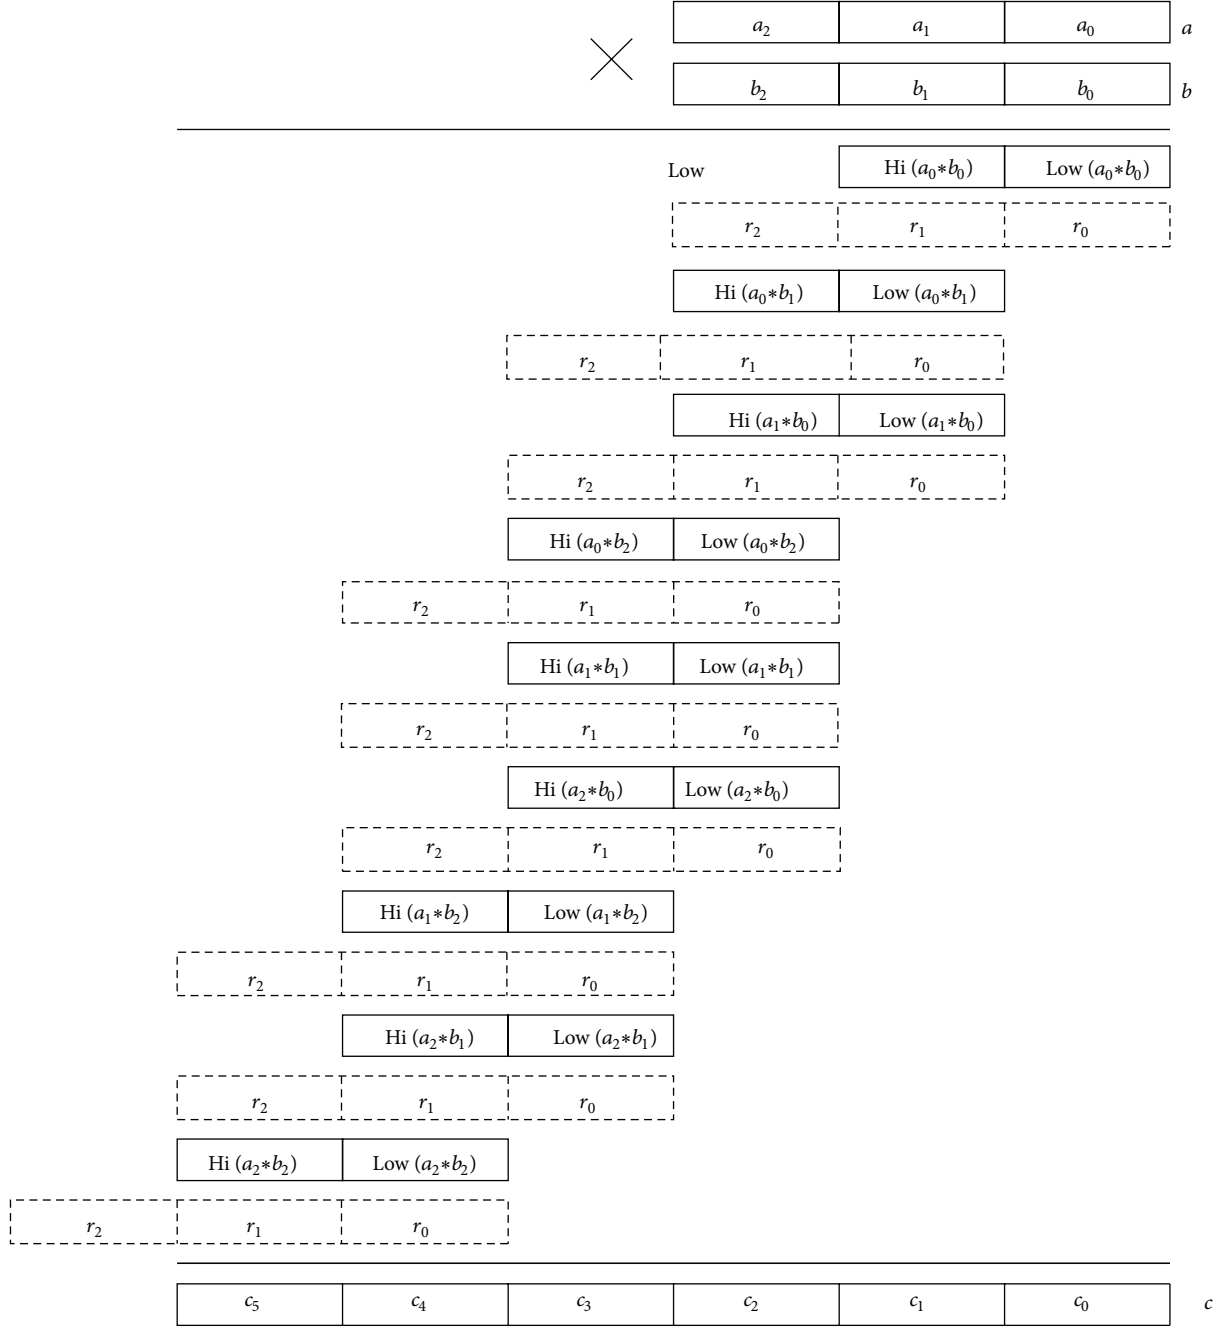 a₂ a₁ a₀ a
b₂ b₁ b₀ b
Low Hi (a₀*b₀) Low (a₀*b₀)
r₂ r₁ r₀
Hi (a₀*b₁) Low (a₀*b₁)
r₂ r₁ r₀
Hi (a₁*b₀) Low (a₁*b₀)
r₂ r₁ r₀
Hi (a₀*b₂) Low (a₀*b₂)
r₂ r₁ r₀
Hi (a₁*b₁) Low (a₁*b₁)
r₂ r₁ r₀
Hi (a₂*b₀) Low (a₂*b₀)
r₂ r₁ r₀
Hi (a₁*b₂) Low (a₁*b₂)
r₂ r₁ r₀
Hi (a₂*b₁) Low (a₂*b₁)
r₂ r₁ r₀
Hi (a₂*b₂) Low (a₂*b₂)
r₂ r₁ r₀
c₅ c₄ c₃ c₂ c₁ c₀ c